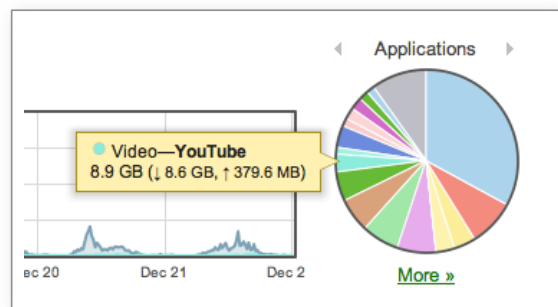 Applications
Video—YouTube
8.9 GB (↓ 8.6 GB, ↑ 379.6 MB)
ec 20
Dec 21
Dec 2
More »